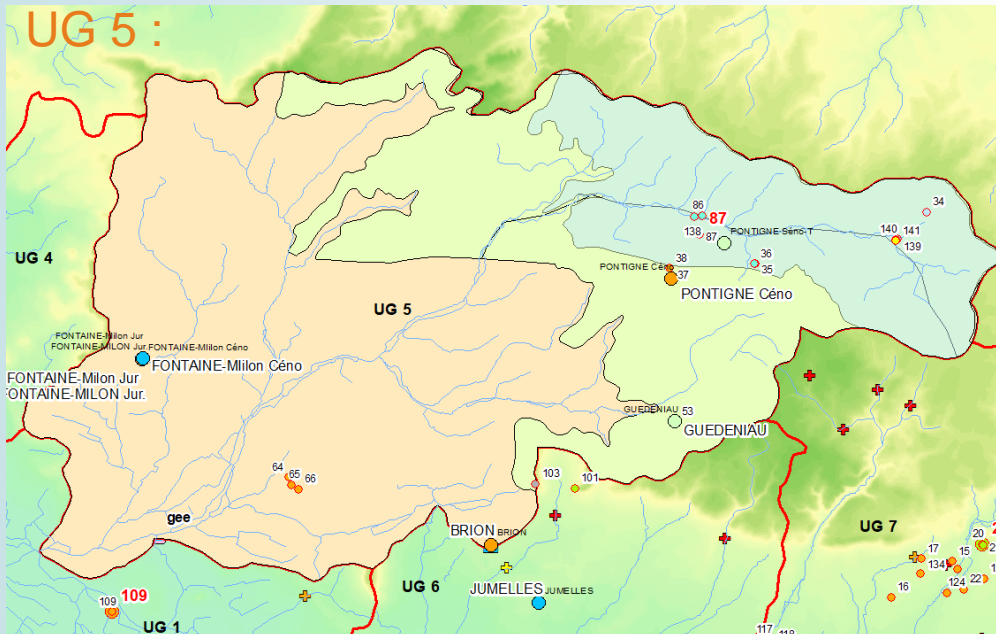 UG 5 :
34
86
87
140
141
138
87
PONTIGNE Séno-T
139
UG 4
38
36
PONTIGNE Céno
37
35
PONTIGNE Céno
UG 5
FONTAINE-Milon Jur
FONTAINE-MILON Jur.
FONTAINE-MIilon Céno
FONTAINE-MIilon Céno
FONTAINE-Milon Jur
FONTAINE-MILON Jur.
GUEDENIAU
53
GUEDENIAU
64
65
66
103
101
gee
BRION
BRION
UG 7
20
17
15
134
UG 6
JUMELLES
JUMELLES
16
124
22
109
109
UG 1
117
118